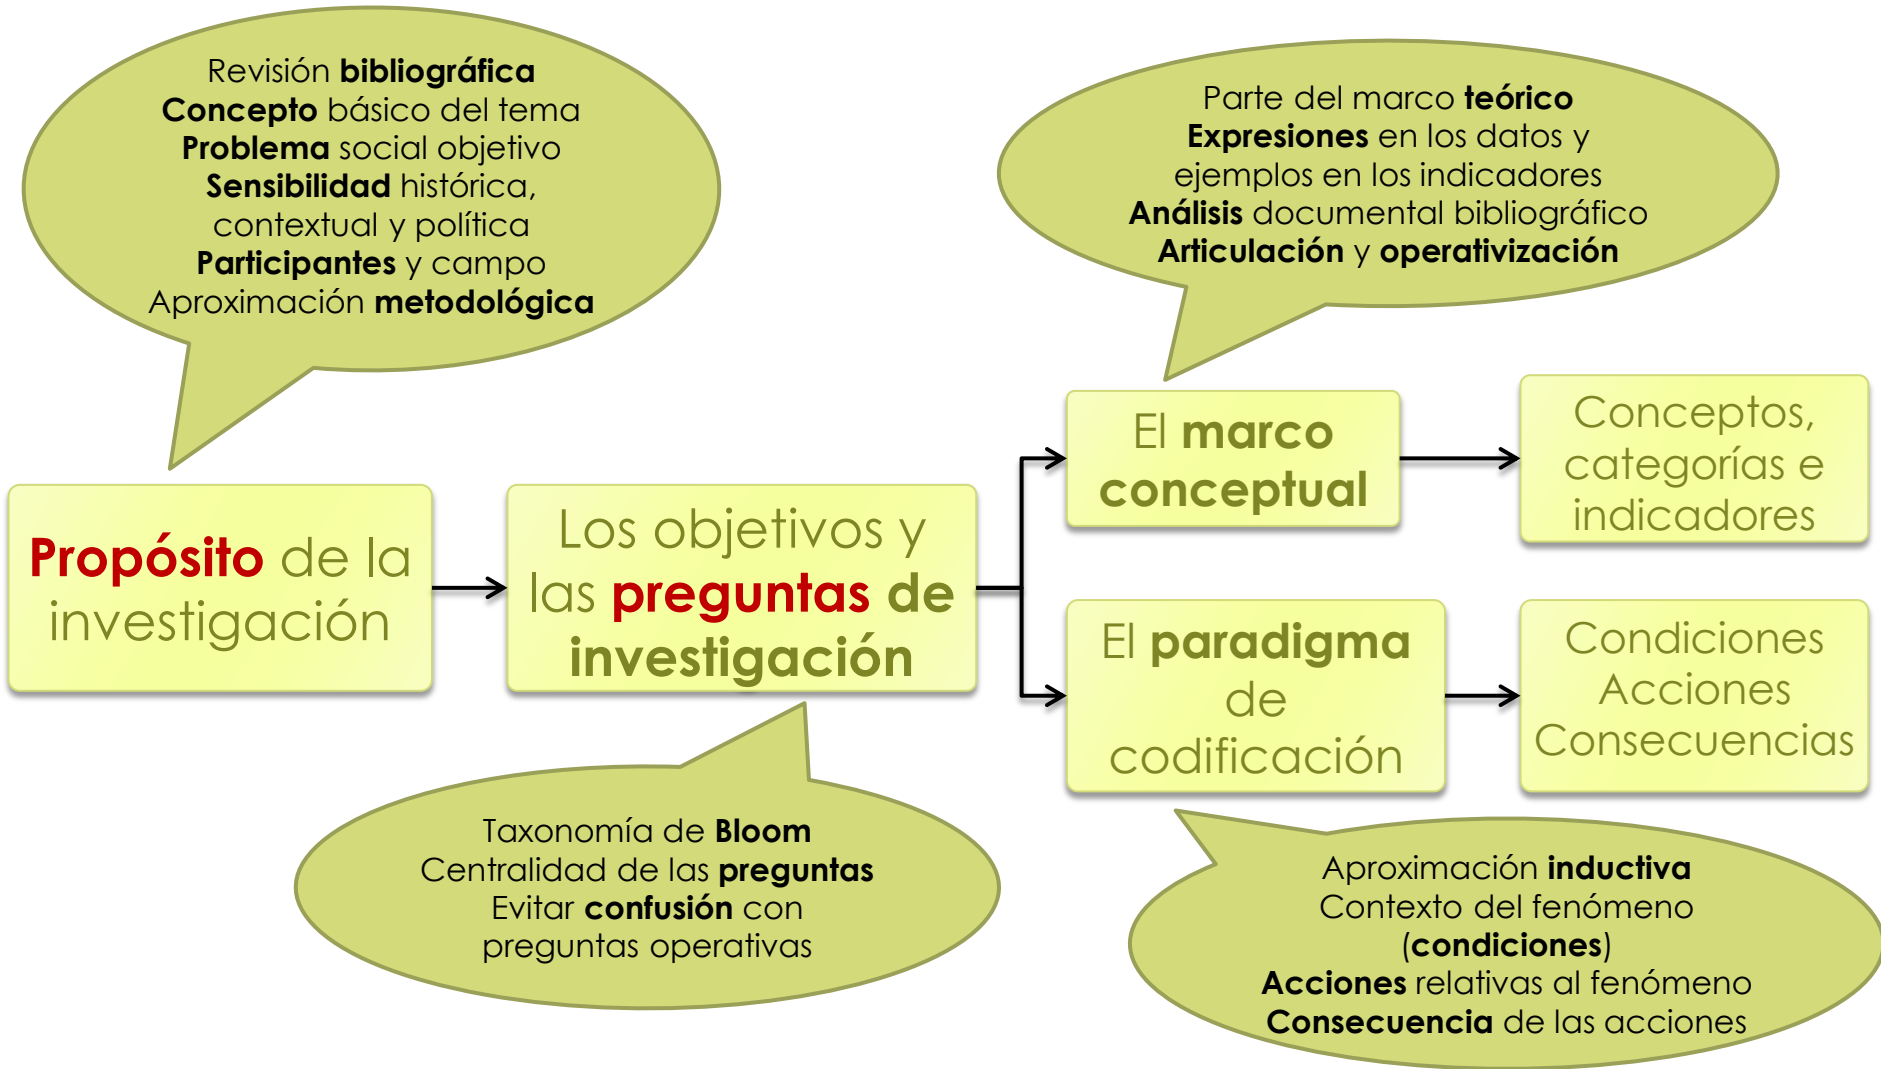 Revisión bibliográfica
Concepto básico del tema
Problema social objetivo
Sensibilidad histórica,
contextual y política
Participantes y campo
Aproximación metodológica
Parte del marco teórico
Expresiones en los datos y
ejemplos en los indicadores
Análisis documental bibliográfico
Articulación y operativización
Propósito de la
investigación
Los objetivos y
las preguntas de
investigación
El marco
conceptual
Conceptos,
categorías e
indicadores
El paradigma
de
codificación
Condiciones
Acciones
Consecuencias
Taxonomía de Bloom
Centralidad de las preguntas
Evitar confusión con
preguntas operativas
Aproximación inductiva
Contexto del fenómeno
(condiciones)
Acciones relativas al fenómeno
Consecuencia de las acciones